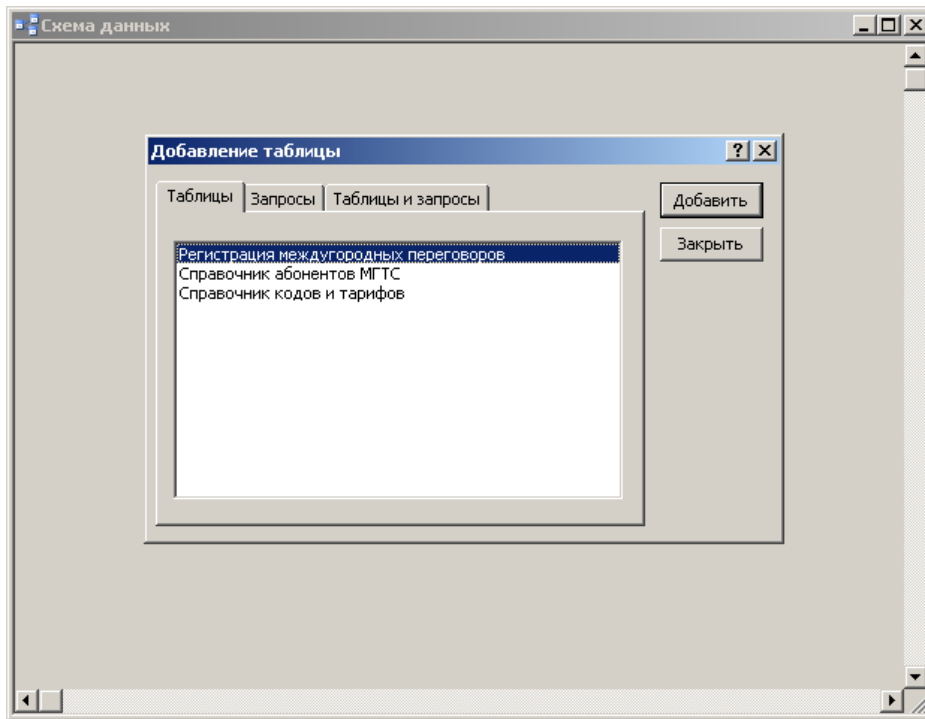 Схема данных
Добавление таблицы
Таблицы
Запросы
Таблицы и запросы
Добавить
Закрыть
Регистрация междугородных переговоров
Справочник абонентов МГТС
Справочник кодов и тарифов